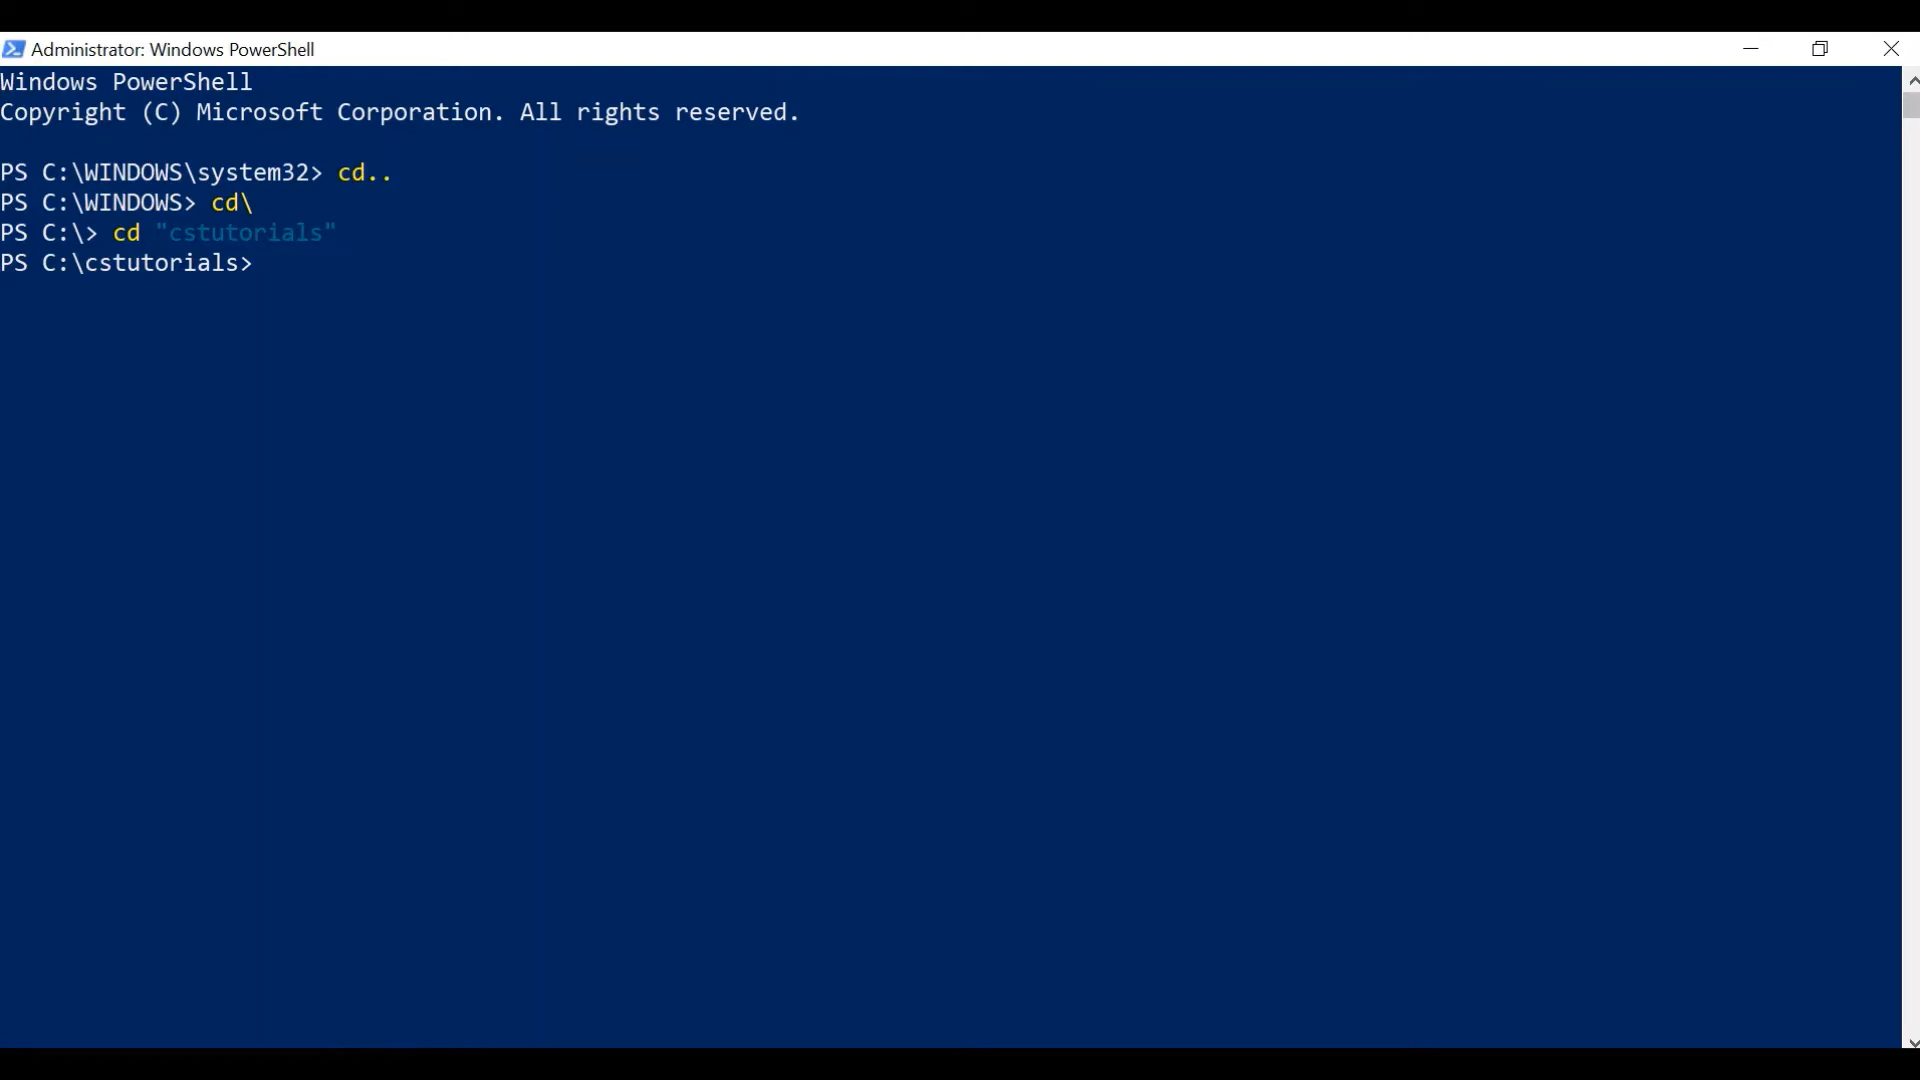 Administrator: Windows PowerShell
Windows PowerShell
Copyright (C) Microsoft Corporation. All rights reserved.
PS C:\WINDOWS\system32> cd..
PS C:\WINDOWS> cd\
PS C:\> cd "cstutorials"
PS C:\cstutorials>